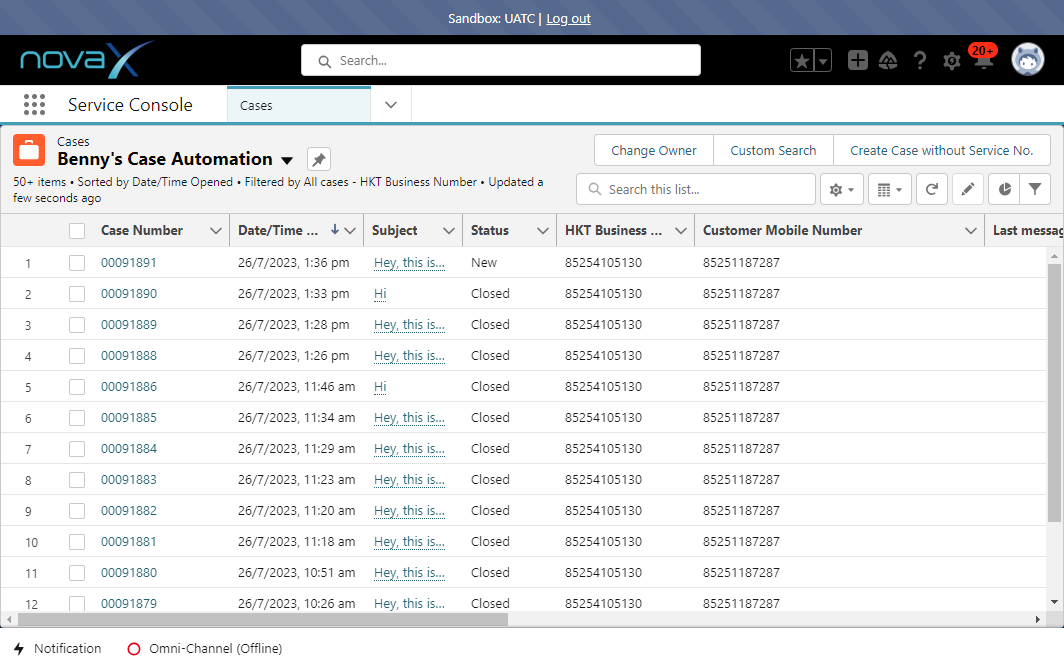 Sandbox: UATC | Log out
novaX
Search...
20+
Service Console
Cases
Cases
Benny's Case Automation
Change Owner
Custom Search
Create Case without Service No.
50+ items • Sorted by Date/Time Opened • Filtered by All cases - HKT Business Number • Updated a
few seconds ago
Search this list...
Case Number Date/Time ... Subject Status HKT Business ... Customer Mobile Number Last messag
1 00091891 26/7/2023, 1:36 pm Hey, this is... New 85254105130 85251187287
2 00091890 26/7/2023, 1:33 pm Hi Closed 85254105130 85251187287
3 00091889 26/7/2023, 1:28 pm Hey, this is... Closed 85254105130 85251187287
4 00091888 26/7/2023, 1:26 pm Hey, this is... Closed 85254105130 85251187287
5 00091886 26/7/2023, 11:46 am Hi Closed 85254105130 85251187287
6 00091885 26/7/2023, 11:34 am Hey, this is... Closed 85254105130 85251187287
7 00091884 26/7/2023, 11:29 am Hey, this is... Closed 85254105130 85251187287
8 00091883 26/7/2023, 11:23 am Hey, this is... Closed 85254105130 85251187287
9 00091882 26/7/2023, 11:20 am Hey, this is... Closed 85254105130 85251187287
10 00091881 26/7/2023, 11:18 am Hey, this is... Closed 85254105130 85251187287
11 00091880 26/7/2023, 10:51 am Hey, this is... Closed 85254105130 85251187287
12 00091879 26/7/2023, 10:26 am Hey, this is... Closed 85254105130 85251187287
Notification
Omni-Channel (Offline)